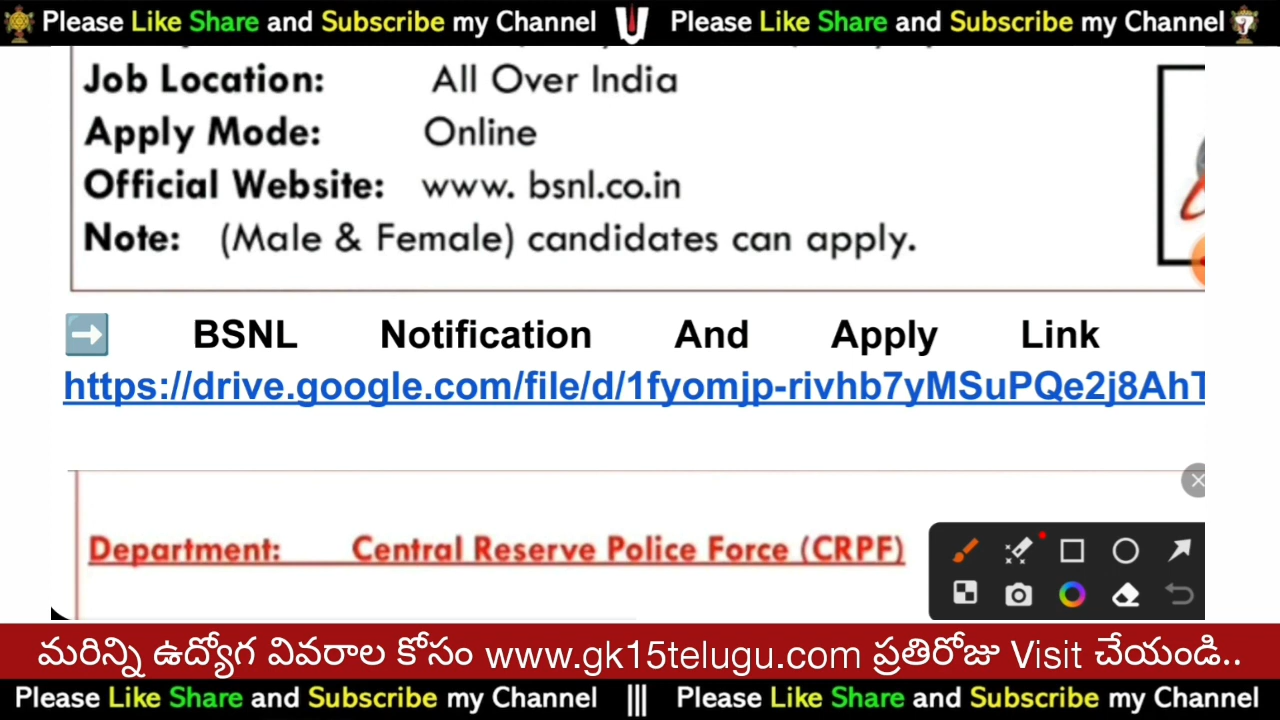 Please Like Share and Subscribe my Channel Please Like Share and Subscribe my Channel
Job Location: All Over India
Apply Mode: Online
Official Website: www. bsnl.co.in
Note: (Male & Female) candidates can apply.
BSNL Notification And Apply Link
https://drive.google.com/file/d/1fyomjp-rivhb7yMSuPQe2j8AhT
Department: Central Reserve Police Force (CRPF)
మరిన్ని ఉద్యోగ వివరాల కోసం www.gk15telugu.com ప్రతిరోజు Visit చేయండి..
Please Like Share and Subscribe my Channel ||| Please Like Share and Subscribe my Channel